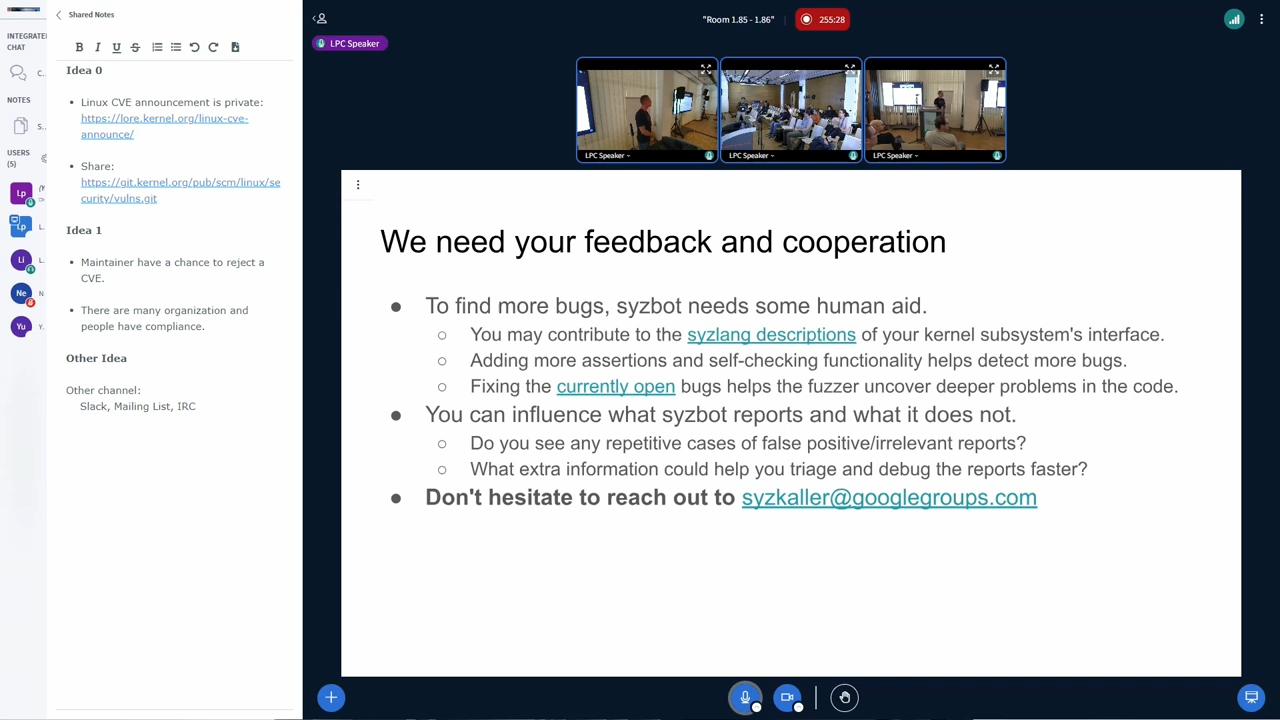 INTEGRATE
CHAT
C..
NOTES
S..
USERS
(5)
Lp
Lp
L..
Li
L..
Ne
N
Yu
Y.
Shared Notes
B I U S
Idea 0
• Linux CVE announcement is private:
https://lore.kernel.org/linux-cve-
announce/
• Share:
https://git.kernel.org/pub/scm/linux/se
curity/vulns.git
Idea 1
• Maintainer have a chance to reject a
CVE.
• There are many organization and
people have compliance.
Other Idea
Other channel:
Slack, Mailing List, IRC
"Room 1.85 - 1.86"
255:28
LPC Speaker
LPC Speaker
LPC Speaker
LPC Speaker
We need your feedback and cooperation
● To find more bugs, syzbot needs some human aid.
○ You may contribute to the syzlang descriptions of your kernel subsystem's interface.
○ Adding more assertions and self-checking functionality helps detect more bugs.
○ Fixing the currently open bugs helps the fuzzer uncover deeper problems in the code.
● You can influence what syzbot reports and what it does not.
○ Do you see any repetitive cases of false positive/irrelevant reports?
○ What extra information could help you triage and debug the reports faster?
● Don't hesitate to reach out to syzkaller@googlegroups.com